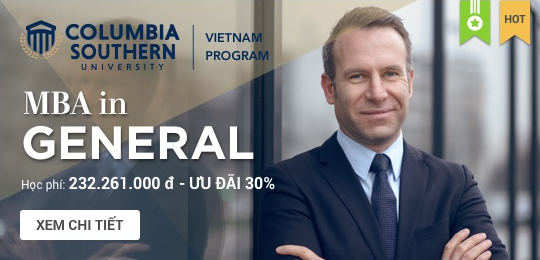 COLUMBIA
SOUTHERN
UNIVERSITY
VIETNAM
PROGRAM
HOT
MBA in
GENERAL
Học phí: 232.261.000 đ - ƯU ĐÃI 30%
XEM CHI TIẾT